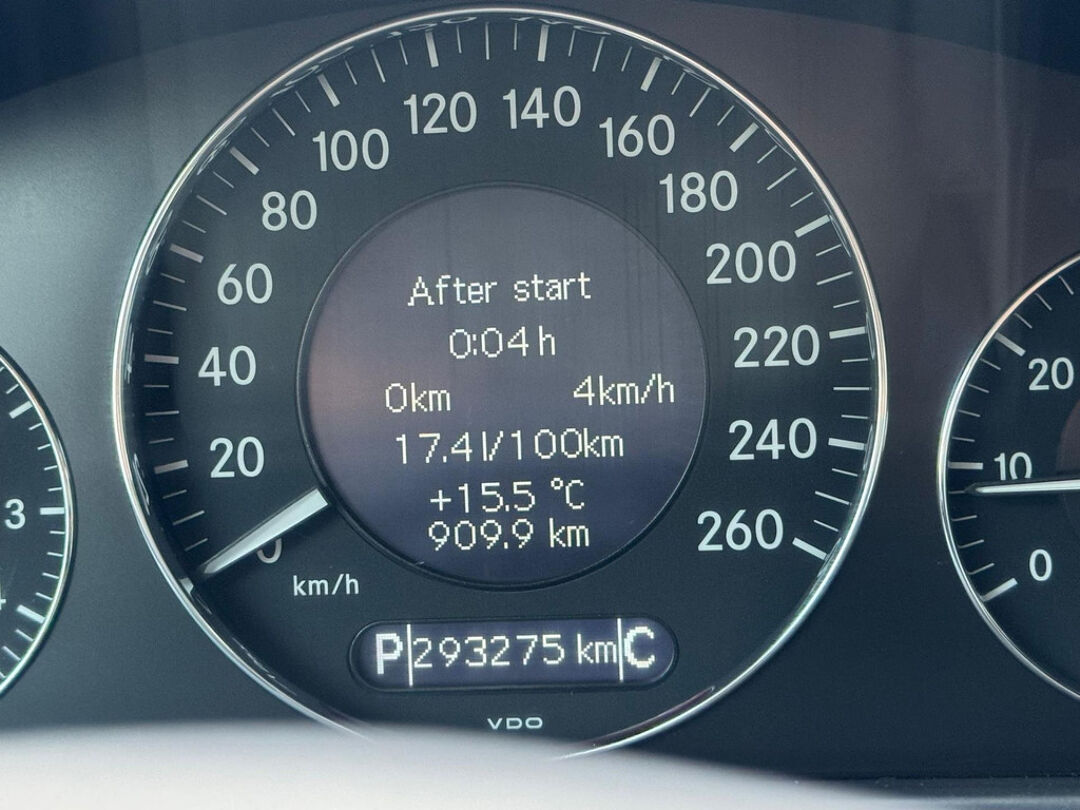 120 140
100 160
80 180
60 200
40 220
20 240
0 260
km/h
After start
0:04 h
0km 4km/h
17.4l/100km
+15.5 °C
909.9 km
P 293275 km C
VDO
3
20
10
0